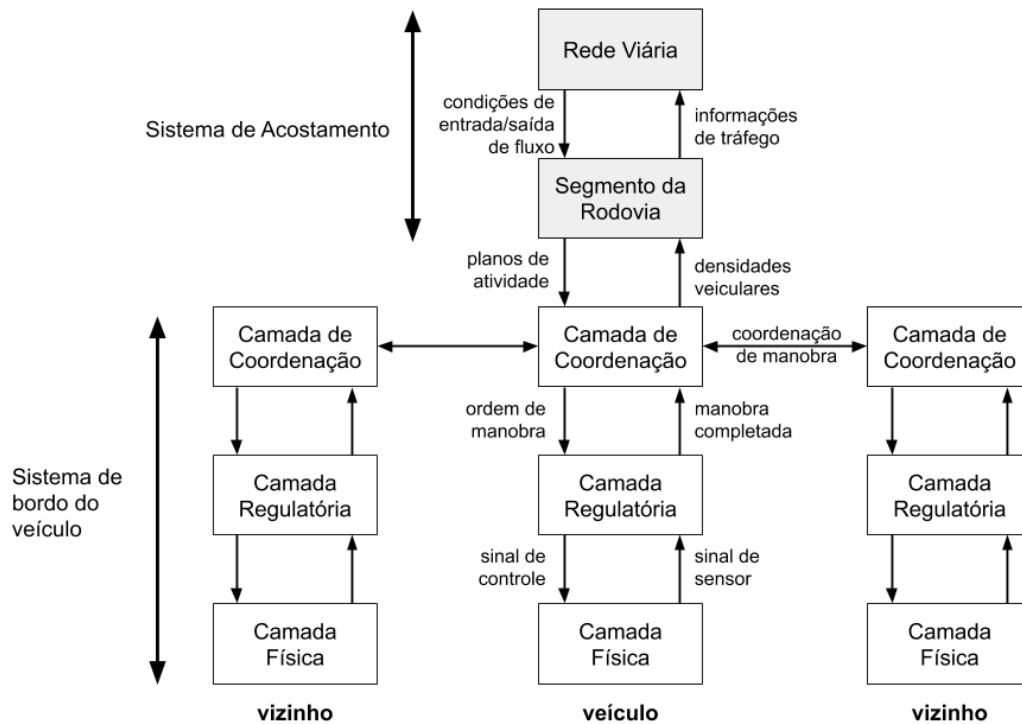 Rede Viária
Sistema de Acostamento
condições de
entrada/saída
de fluxo
informações
de tráfego
Segmento da
Rodovia
planos de
atividade
densidades
veiculares
Camada de
Coordenação
Camada de
Coordenação
coordenação
de manobra
Camada de
Coordenação
ordem de
manobra
manobra
completada
Sistema de
bordo do
veículo
Camada
Regulatória
Camada
Regulatória
Camada
Regulatória
sinal de
controle
sinal de
sensor
Camada
Física
Camada
Física
Camada
Física
vizinho
veículo
vizinho